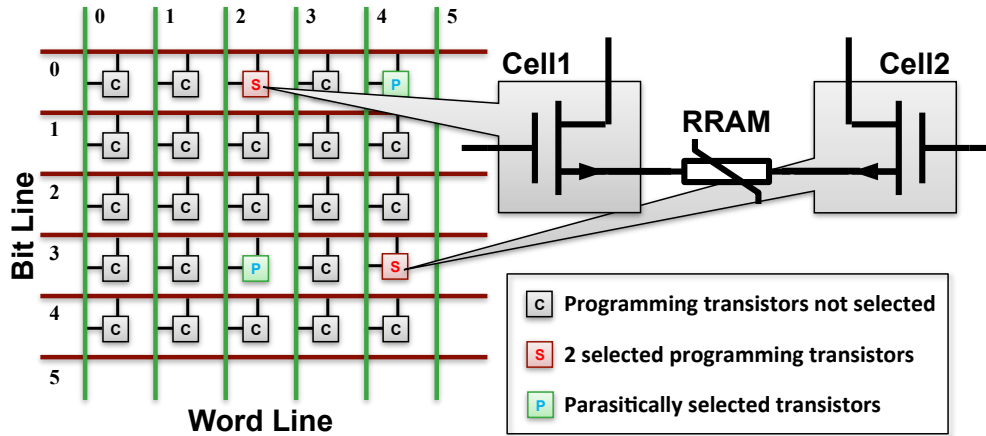 0 1 2 3 4 5
0 C C S C P
1 C C C C C
2 C C C C C
3 C C P C S
4 C C C C C
5
Bit Line
Word Line
Cell1
RRAM
Cell2
C Programming transistors not selected
S 2 selected programming transistors
P Parasitically selected transistors